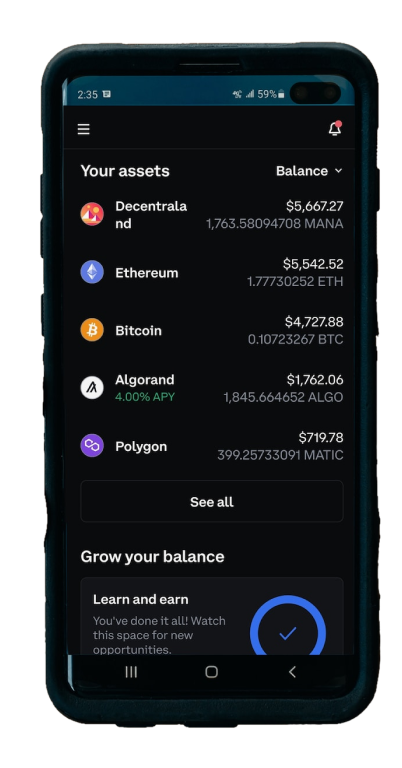 2:35 59%
Your assets Balance
Decentrala $5,667.27
nd 1,763.58094708 MANA
Ethereum $5,542.52
1.77730252 ETH
Bitcoin $4,727.88
0.10723267 BTC
Algorand $1,762.06
4.00% APY 1,845.664652 ALGO
Polygon $719.78
399.25733091 MATIC
See all
Grow your balance
Learn and earn
You've done it all! Watch
this space for new
opportunities.